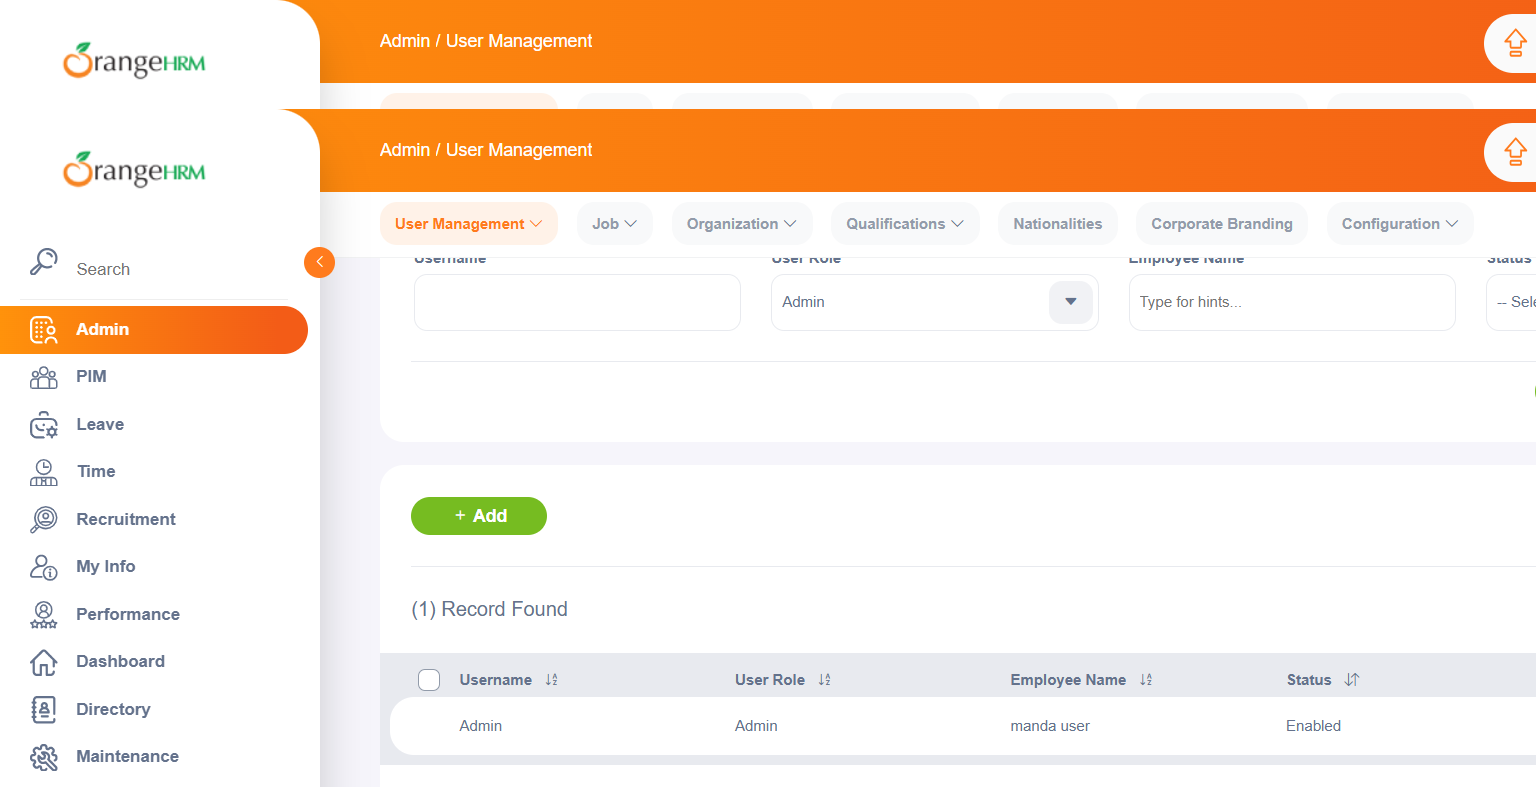 OrangeHRM
Admin / User Management
OrangeHRM
Admin / User Management
User Management
Job
Organization
Qualifications
Nationalities
Corporate Branding
Configuration
Search
Username
User Role
Employee Name
Status
Admin
Type for hints...
-- Sele
Admin
PIM
Leave
Time
Recruitment
My Info
Performance
Dashboard
Directory
Maintenance
+ Add
(1) Record Found
Username
User Role
Employee Name
Status
Admin
Admin
manda user
Enabled